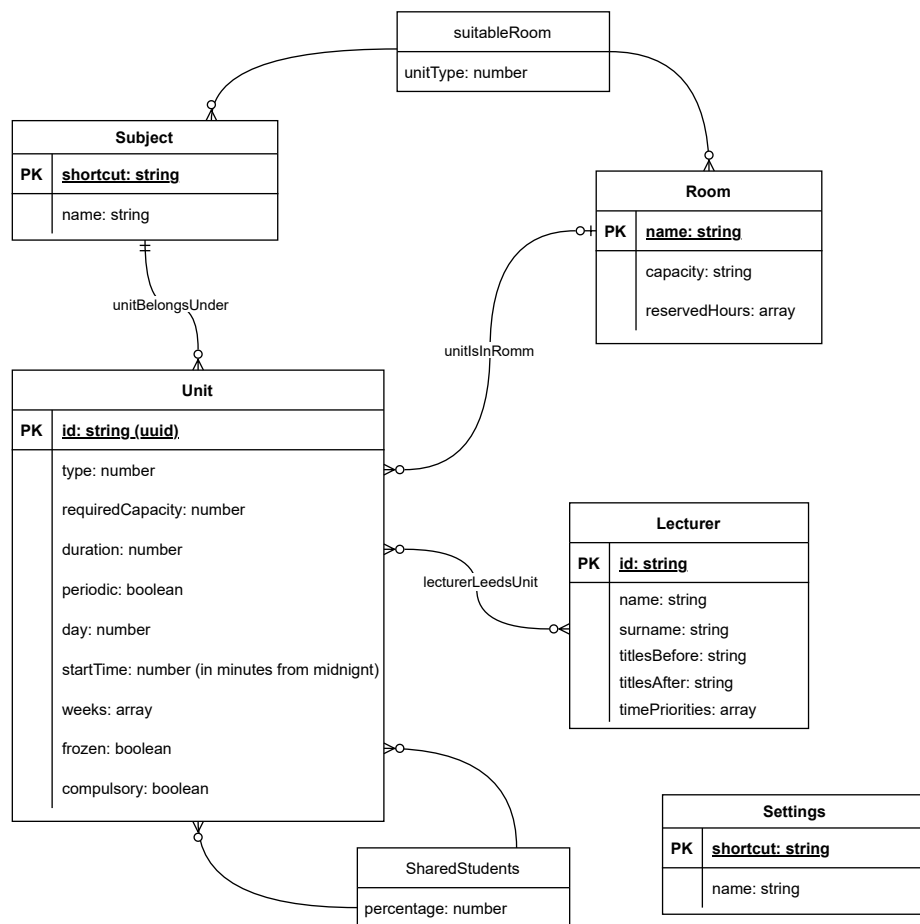 suitableRoom
unitType: number
Subject
PK shortcut: string
name: string
Room
PK name: string
capacity: string
reservedHours: array
unitBelongsUnder
unitIsInRomm
Unit
PK id: string (uuid)
type: number
requiredCapacity: number
duration: number
periodic: boolean
day: number
startTime: number (in minutes from midnignt)
weeks: array
frozen: boolean
compulsory: boolean
lecturerLeedsUnit
Lecturer
PK id: string
name: string
surname: string
titlesBefore: string
titlesAfter: string
timePriorities: array
SharedStudents
percentage: number
Settings
PK shortcut: string
name: string